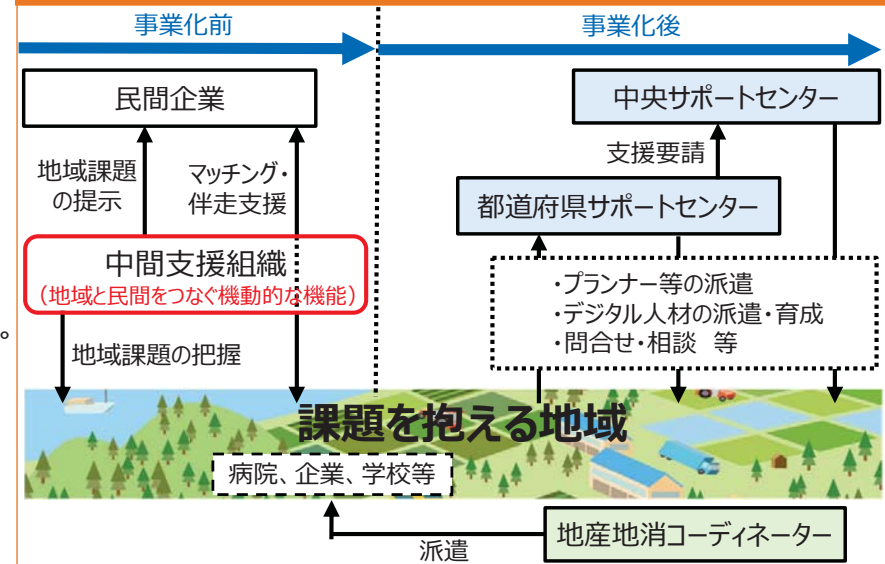 事業化前
事業化後
民間企業
中央サポートセンター
地域課題
の提示
マッチング・
伴走支援
支援要請
都道府県サポートセンター
中間支援組織
（地域と民間をつなぐ機動的な機能）
・プランナー等の派遣
・デジタル人材の派遣・育成
・問合せ・相談 等
。
地域課題の把握
課題を抱える地域
病院、企業、学校等
派遣
地産地消コーディネーター